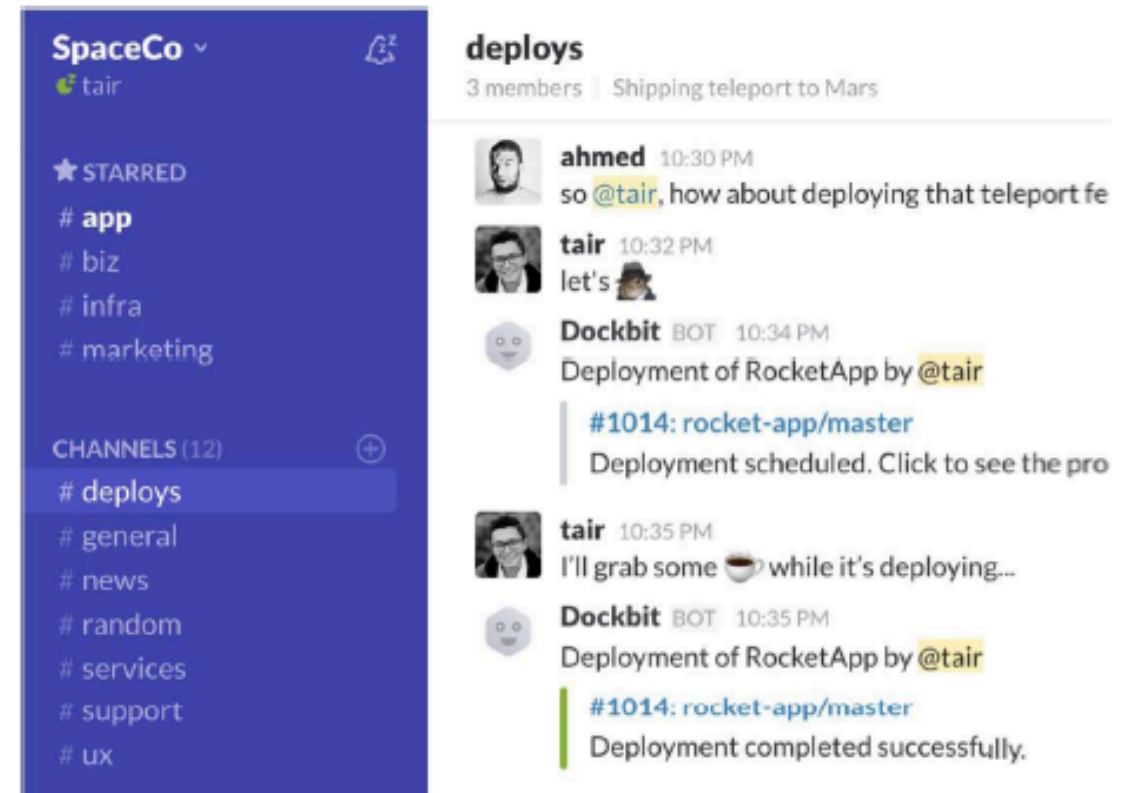 SpaceCo
tair
STARRED
# app
# biz
# infra
# marketing
CHANNELS (12)
# deploys
# general
# news
# random
# services
# support
# ux
deploys
3 members | Shipping teleport to Mars
ahmed 10:30 PM
so @tair, how about deploying that teleport fe
tair 10:32 PM
let's
Dockbit BOT 10:34 PM
Deployment of RocketApp by @tair
#1014: rocket-app/master
Deployment scheduled. Click to see the pro
tair 10:35 PM
I'll grab some while it's deploying...
Dockbit BOT 10:35 PM
Deployment of RocketApp by @tair
#1014: rocket-app/master
Deployment completed successfully.